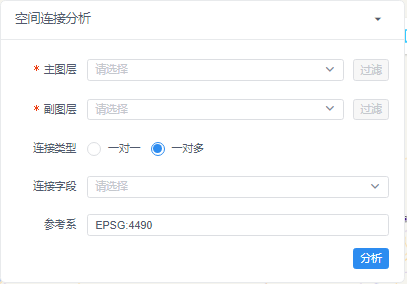 空间连接分析
* 主图层 请选择 过滤
* 副图层 请选择 过滤
连接类型 一对一 一对多
连接字段 请选择
参考系 EPSG:4490
分析